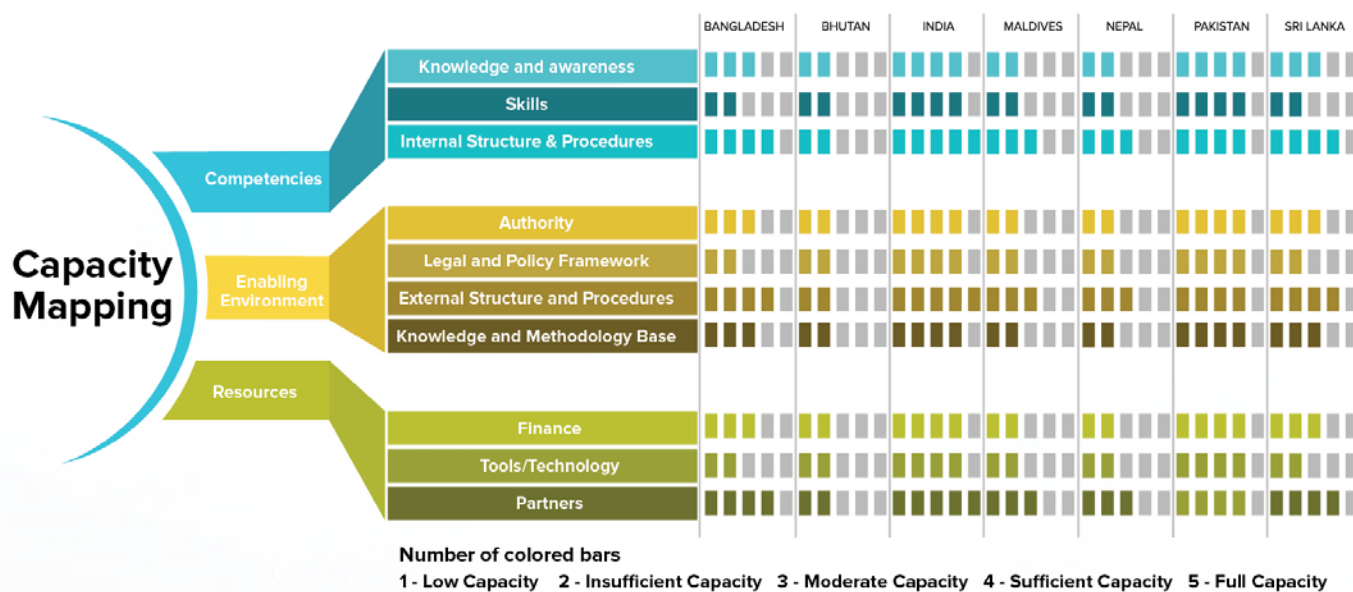 BANGLADESH BHUTAN INDIA MALDIVES NEPAL PAKISTAN SRI LANKA
Capacity
Mapping
Competencies
Knowledge and awareness
Skills
Internal Structure & Procedures
Enabling
Environment
Authority
Legal and Policy Framework
External Structure and Procedures
Knowledge and Methodology Base
Resources
Finance
Tools/Technology
Partners
Number of colored bars
1 - Low Capacity 2 - Insufficient Capacity 3 - Moderate Capacity 4 - Sufficient Capacity 5 - Full Capacity